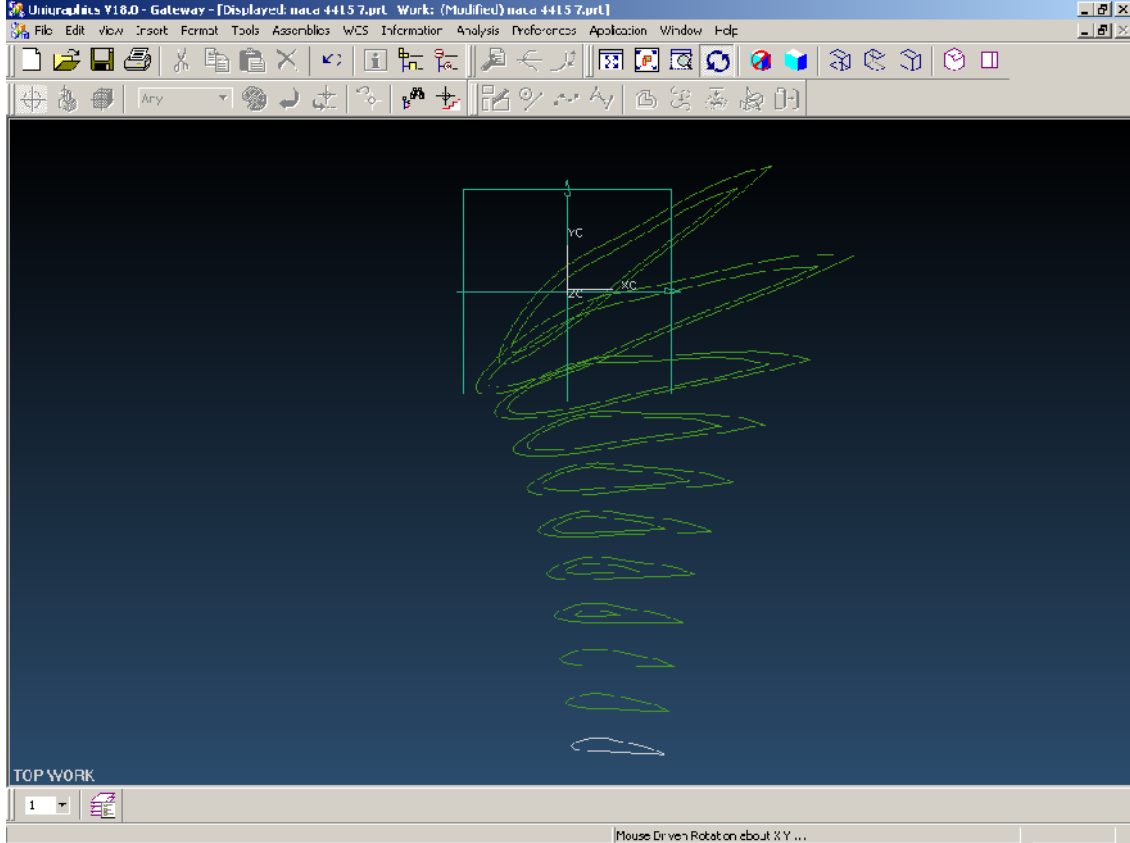 Unigraphics V18.0 - Gateway - [Displayed: naca 4415 7.prt Work: (Modified) naca 4415 7.prt]
File Edit View Insert Format Tools Assemblies WCS Information Analysis Preferences Application Window Help
Any
YC
XC
ZC
TOP WORK
1
Mouse Driven Rotation about X Y ...